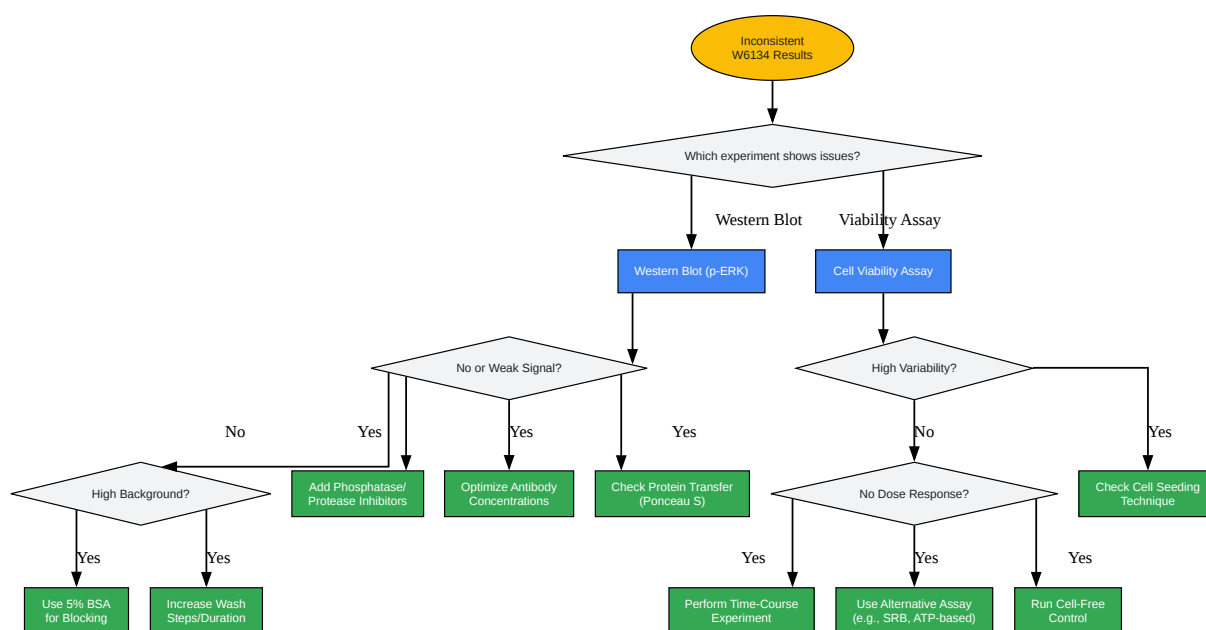 Inconsistent
W6134 Results
Which experiment shows issues?
Western Blot
Viability Assay
Western Blot (p-ERK)
Cell Viability Assay
No or Weak Signal?
High Variability?
No
Yes
Yes
Yes
No
Yes
High Background?
Add Phosphatase/
Protease Inhibitors
Optimize Antibody
Concentrations
Check Protein Transfer
(Ponceau S)
No Dose Response?
Check Cell Seeding
Technique
Yes
Yes
Yes
Yes
Yes
Use 5% BSA
for Blocking
Increase Wash
Steps/Duration
Perform Time-Course
Experiment
Use Alternative Assay
(e.g., SRB, ATP-based)
Run Cell-Free
Control